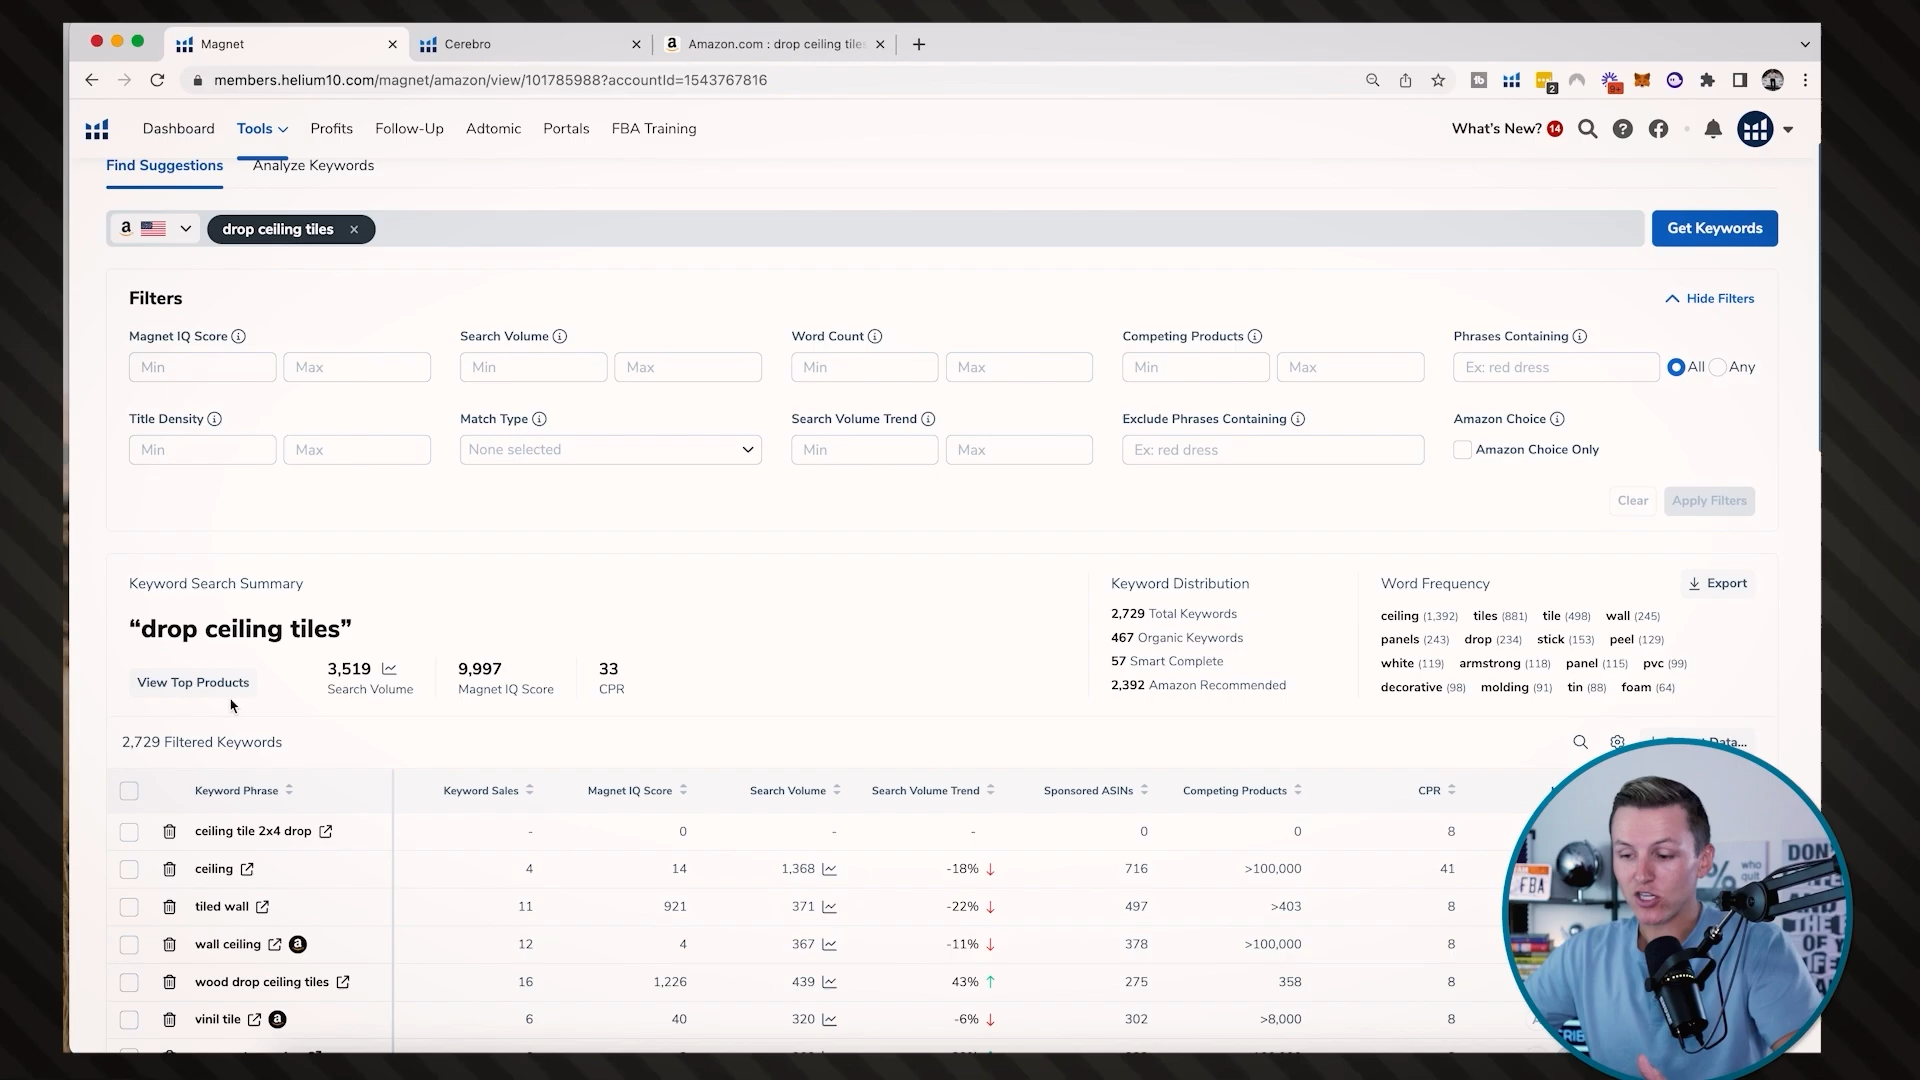 Magnet
Cerebro
Amazon.com : drop ceiling tiles
members.helium10.com/magnet/amazon/view/101785988?accountId=1543767816
2
9+
Dashboard Tools Profits Follow-Up Adtomic Portals FBA Training
What's New? 14
Find Suggestions Analyze Keywords
drop ceiling tiles
Get Keywords
Filters
Hide Filters
Magnet IQ Score Search Volume Word Count Competing Products Phrases Containing
Min Max Min Max Min Max Min Max Ex: red dress All Any
Title Density Match Type Search Volume Trend Exclude Phrases Containing Amazon Choice
Min Max None selected Min Max Ex: red dress Amazon Choice Only
Clear Apply Filters
Keyword Search Summary
“drop ceiling tiles”
View Top Products
3,519
Search Volume
9,997
Magnet IQ Score
33
CPR
Keyword Distribution
2,729 Total Keywords
467 Organic Keywords
57 Smart Complete
2,392 Amazon Recommended
Word Frequency
Export
ceiling (1,392) tiles (881) tile (498) wall (245)
panels (243) drop (234) stick (153) peel (129)
white (119) armstrong (118) panel (115) pvc (99)
decorative (98) molding (91) tin (88) foam (64)
2,729 Filtered Keywords
Data...
Keyword Phrase Keyword Sales Magnet IQ Score Search Volume Search Volume Trend Sponsored ASINs Competing Products CPR
ceiling tile 2x4 drop - 0 - - 0 0 8
ceiling 4 14 1,368 -18% 716 >100,000 41
tiled wall 11 921 371 -22% 497 >403 8
wall ceiling 12 4 367 -11% 378 >100,000 8
wood drop ceiling tiles 16 1,226 439 43% 275 358 8
vinil tile 6 40 320 -6% 302 >8,000 8
FBA
who
DON'